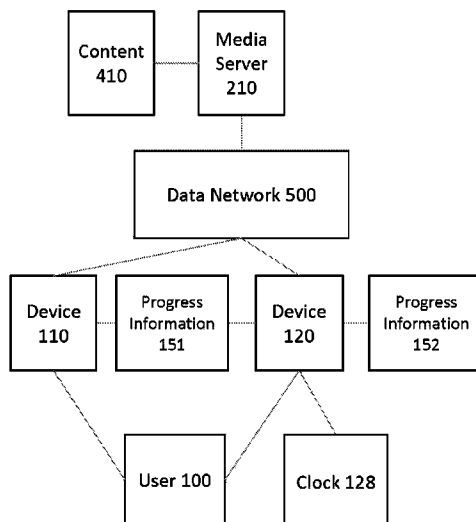 Content
410
Media
Server
210
Data Network 500
Device
110
Progress
Information
151
Device
120
Progress
Information
152
User 100
Clock 128